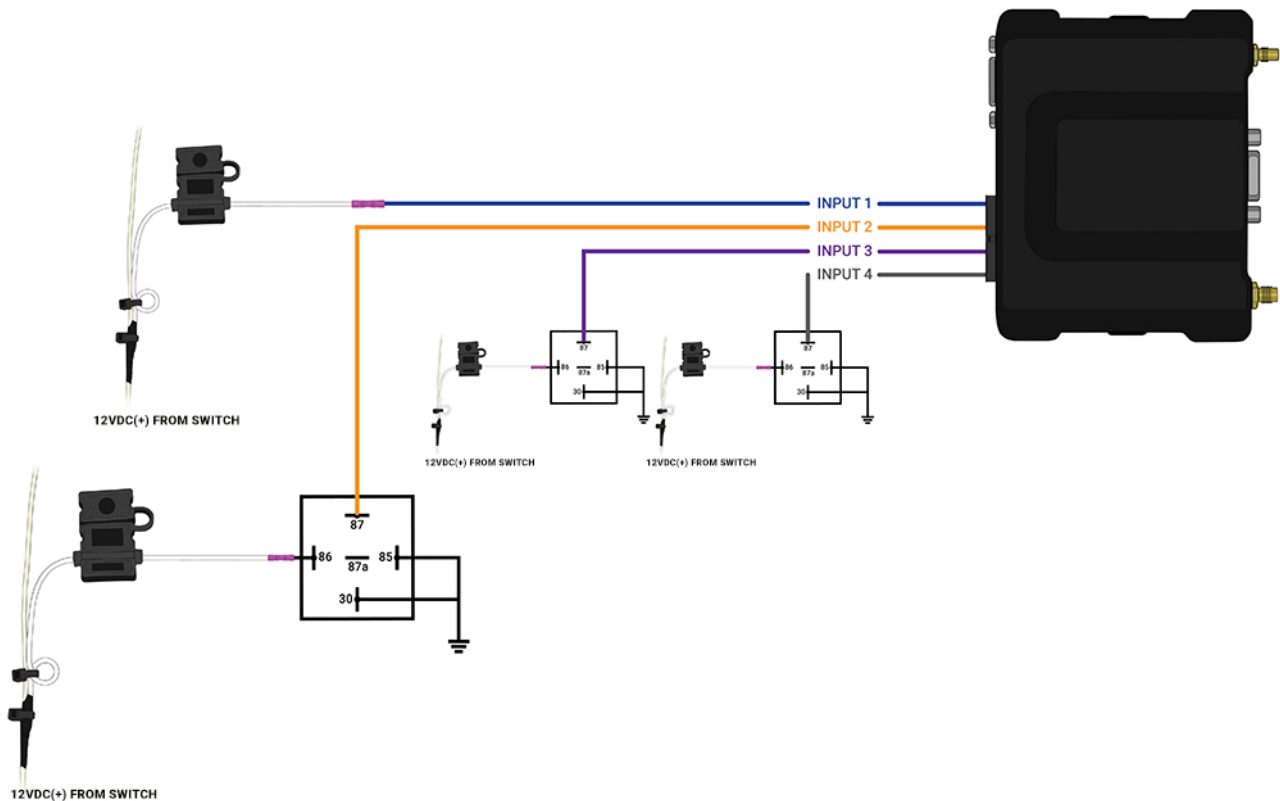 INPUT 1
INPUT 2
INPUT 3
INPUT 4
87
86
87a
85
30
87
86
87a
85
30
12VDC(+) FROM SWITCH
12VDC(+) FROM SWITCH
12VDC(+) FROM SWITCH
87
86
87a
85
30
12VDC(+) FROM SWITCH